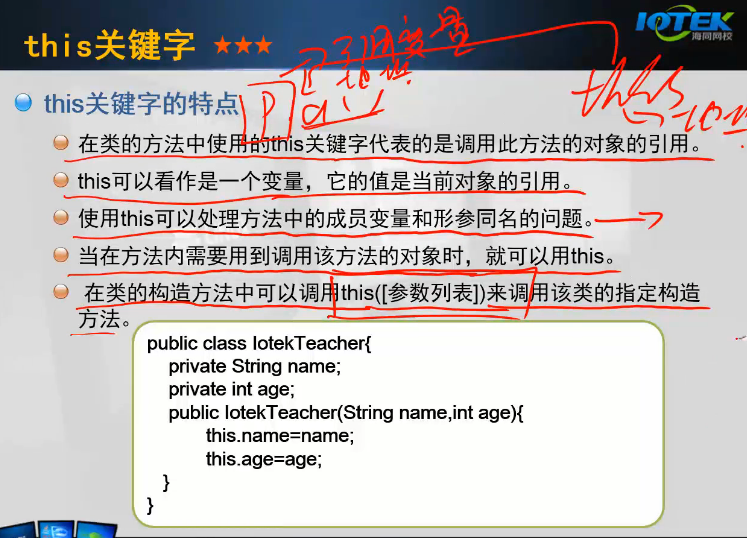 this关键字 ★★★
IOTEK
海同网校
this关键字的特点
在类的方法中使用的this关键字代表的是调用此方法的对象的引用。
this可以看作是一个变量，它的值是当前对象的引用。
使用this可以处理方法中的成员变量和形参同名的问题。
当在方法内需要用到调用该方法的对象时，就可以用this。
在类的构造方法中可以调用this([参数列表])来调用该类的指定构造
方法。
public class IotekTeacher{
private String name;
private int age;
public IotekTeacher(String name,int age){
this.name=name;
this.age=age;
}
}